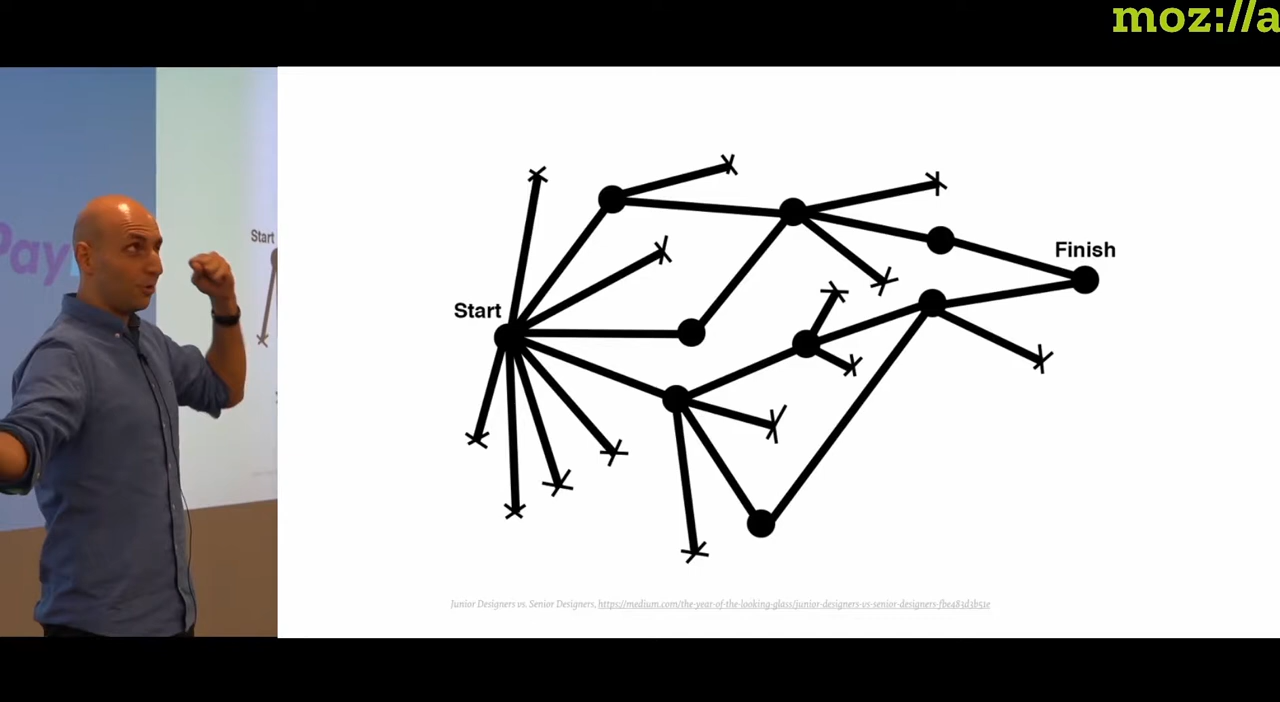 moz://a
Pay
Start
Start
Finish
Junior Designers vs. Senior Designers, https://medium.com/the-year-of-the-looking-glass/junior-designers-vs-senior-designers-fbe483d3b51e